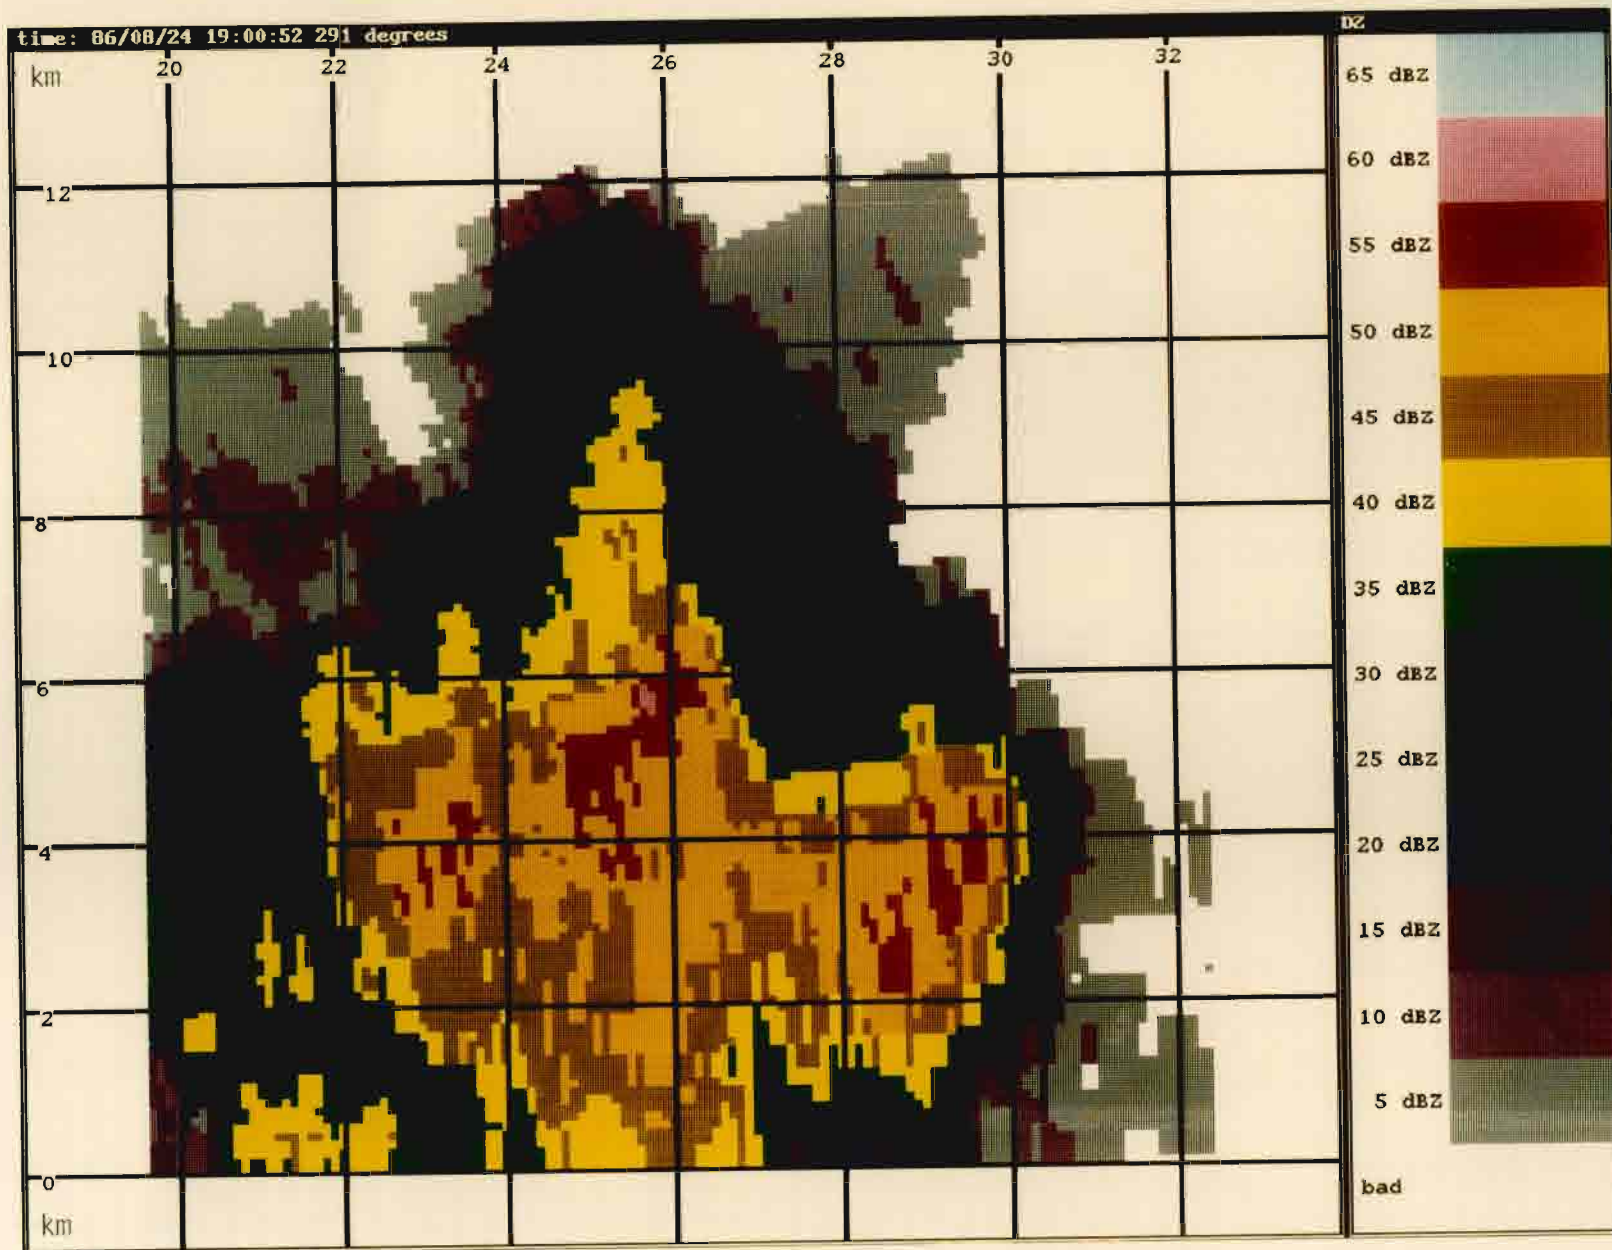 time: 86/08/24 19:00:52 291 degrees
DZ
km
20 22 24 26 28 30 32
12
10
8
6
4
2
0
km
65 dBZ
60 dBZ
55 dBZ
50 dBZ
45 dBZ
40 dBZ
35 dBZ
30 dBZ
25 dBZ
20 dBZ
15 dBZ
10 dBZ
5 dBZ
bad